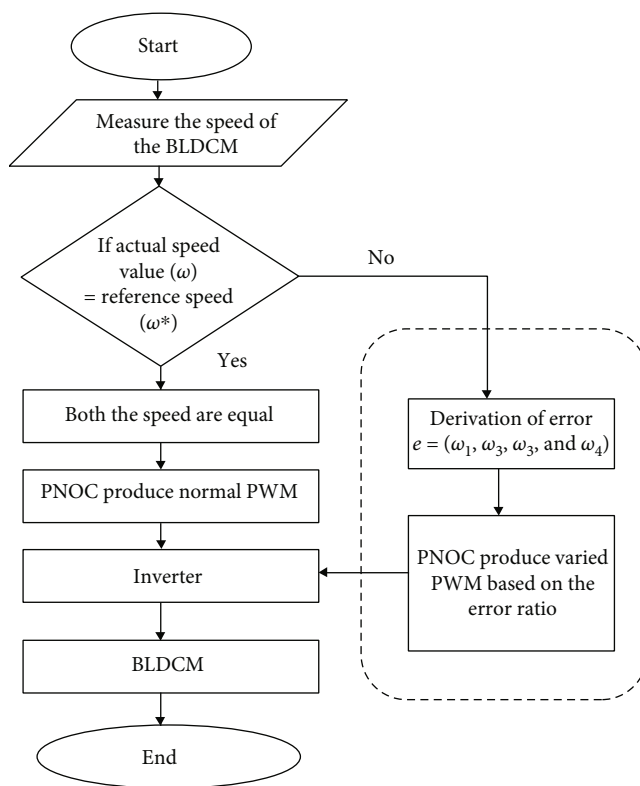 Start
Measure the speed of
the BLDCM
If actual speed
value (ω)
= reference speed
(ω*)
No
Yes
Both the speed are equal
Derivation of error
e = (ω1, ω3, ω3, and ω4)
PNOC produce normal PWM
PNOC produce varied
PWM based on the
error ratio
Inverter
BLDCM
End